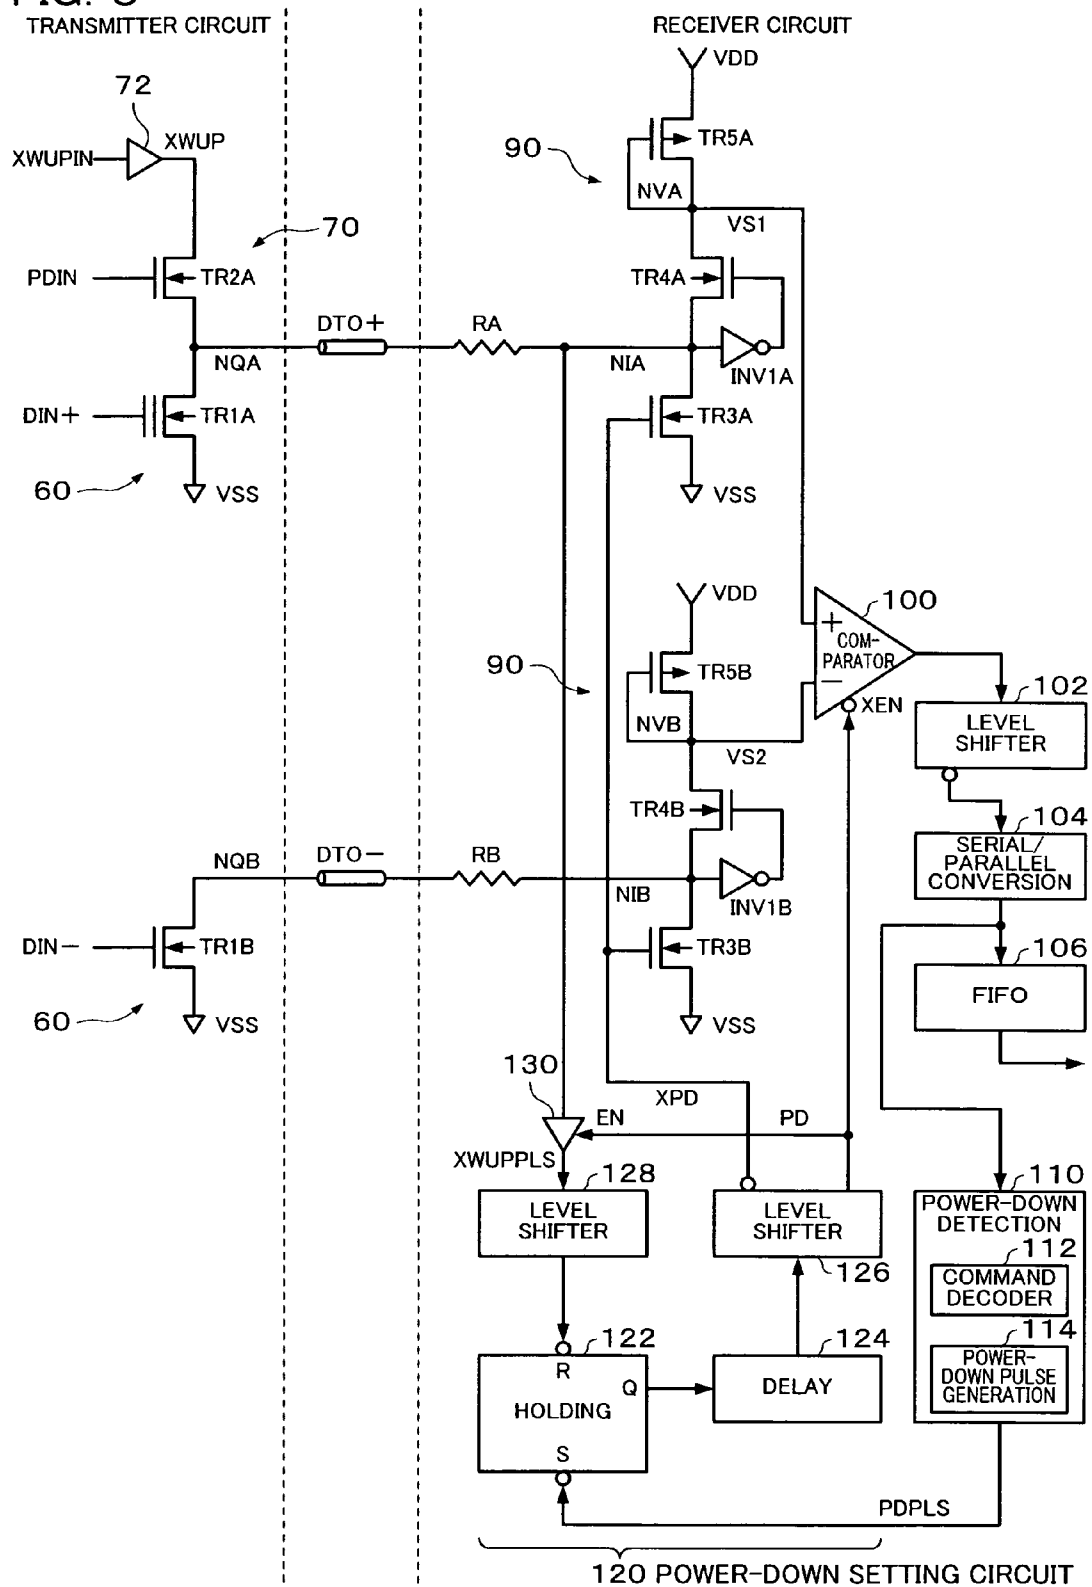 TRANSMITTER CIRCUIT
RECEIVER CIRCUIT
VDD
72
XWUPIN
XWUP
TR5A
90
NVA
VS1
70
PDIN
TR2A
TR4A
DTO+
RA
NQA
NIA
INV1A
DIN+
TR1A
TR3A
60
VSS
VSS
VDD
100
+
COM-
PARATOR
−
90
TR5B
XEN
102
LEVEL
SHIFTER
NVB
VS2
TR4B
104
SERIAL/
PARALLEL
CONVERSION
NQB
DTO−
RB
NIB
INV1B
DIN−
TR1B
TR3B
106
FIFO
60
VSS
VSS
130
XPD
EN
PD
XWUPPLS
128
LEVEL
SHIFTER
LEVEL
SHIFTER
126
110
POWER-DOWN
DETECTION
112
COMMAND
DECODER
114
POWER-
DOWN PULSE
GENERATION
122
R
Q
HOLDING
S
124
DELAY
PDPLS
120 POWER-DOWN SETTING CIRCUIT